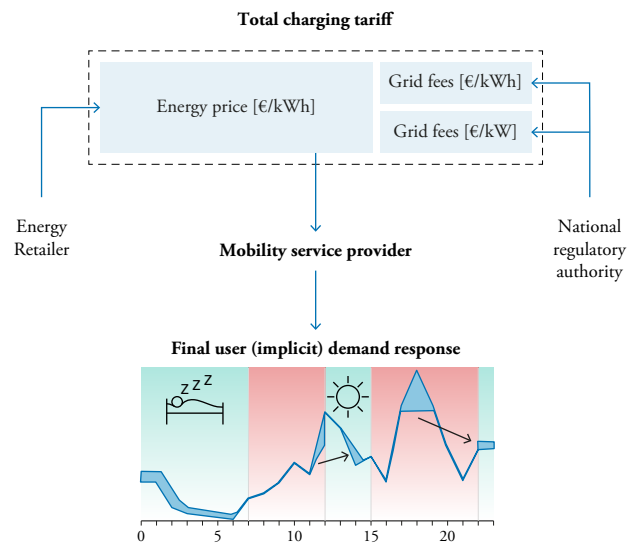 Total charging tariff
Energy price [€/kWh]
Grid fees [€/kWh]
Grid fees [€/kW]
Energy
Retailer
National
regulatory
authority
Mobility service provider
Final user (implicit) demand response
z z z
0 5 10 15 20